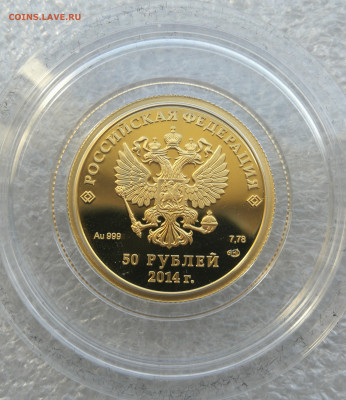 COINS.LAVE.RU
РОССИЙСКАЯ ФЕДЕРАЦИЯ
Au 999
7,78
50 РУБЛЕЙ
2014 г.